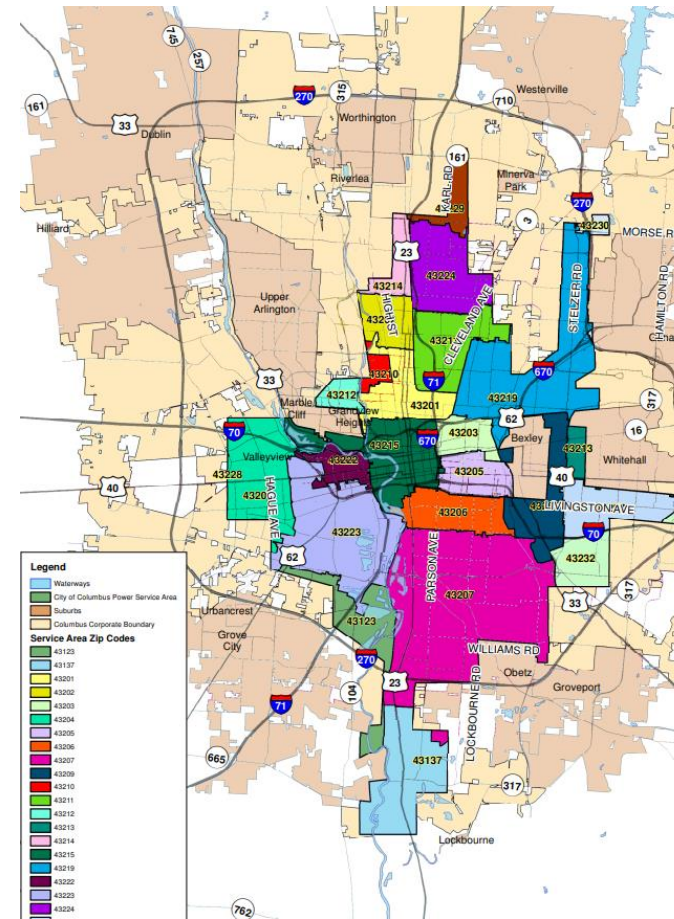 745
257
161
33
Dublin
270
315
Worthington
710
Westerville
Riverlea
161
KARL RD
Minerva
Park
3
270
43230
MORSE R
Hilliard
23
43224
43214
HIGH ST
CLEVELAND AVE
STELZER RD
HAMILTON RD
Upper
Arlington
33
43210
71
670
43219
43212
Marble
Cliff
Grandview
Heights
43201
62
317
70
43215
670
43203
Bexley
16
43213
Whitehall
Valleyview
43222
43205
40
43228
40
HAGUE AVE
43206
LIVINGSTON AVE
70
43223
62
PARSON AVE
43207
43232
33
317
Legend
Waterways
City of Columbus Power Service Area
Suburbs
Columbus Corporate Boundary
Service Area Zip Codes
43123
43137
43201
43202
43203
43204
43205
43206
43207
43209
43210
43211
43212
43213
43214
43215
43219
43222
43223
43224
Urbancrest
Grove
City
43123
270
WILLIAMS RD
Obetz
Groveport
104
23
LOCKBOURNE RD
71
665
43137
317
Lockbourne
762